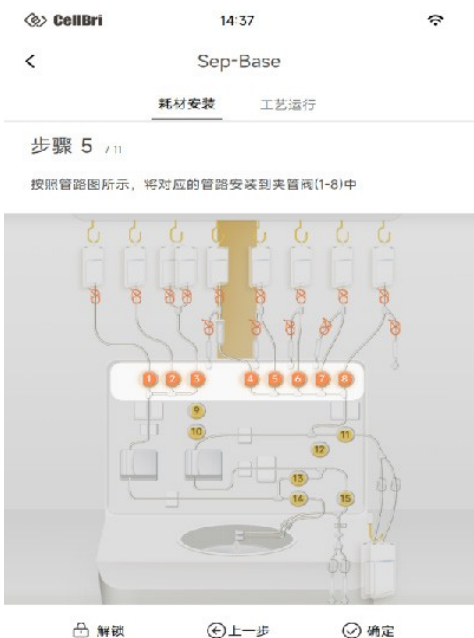 CellBri 14:37
Sep-Base
耗材安装 工艺运行
步骤 5 / 11
按照管路图所示，将对应的管路安装到夹管阀(1-8)中
1 2 3 4 5 6 7 8
9
10 11
12
13
14 15
解锁 上一步 确定